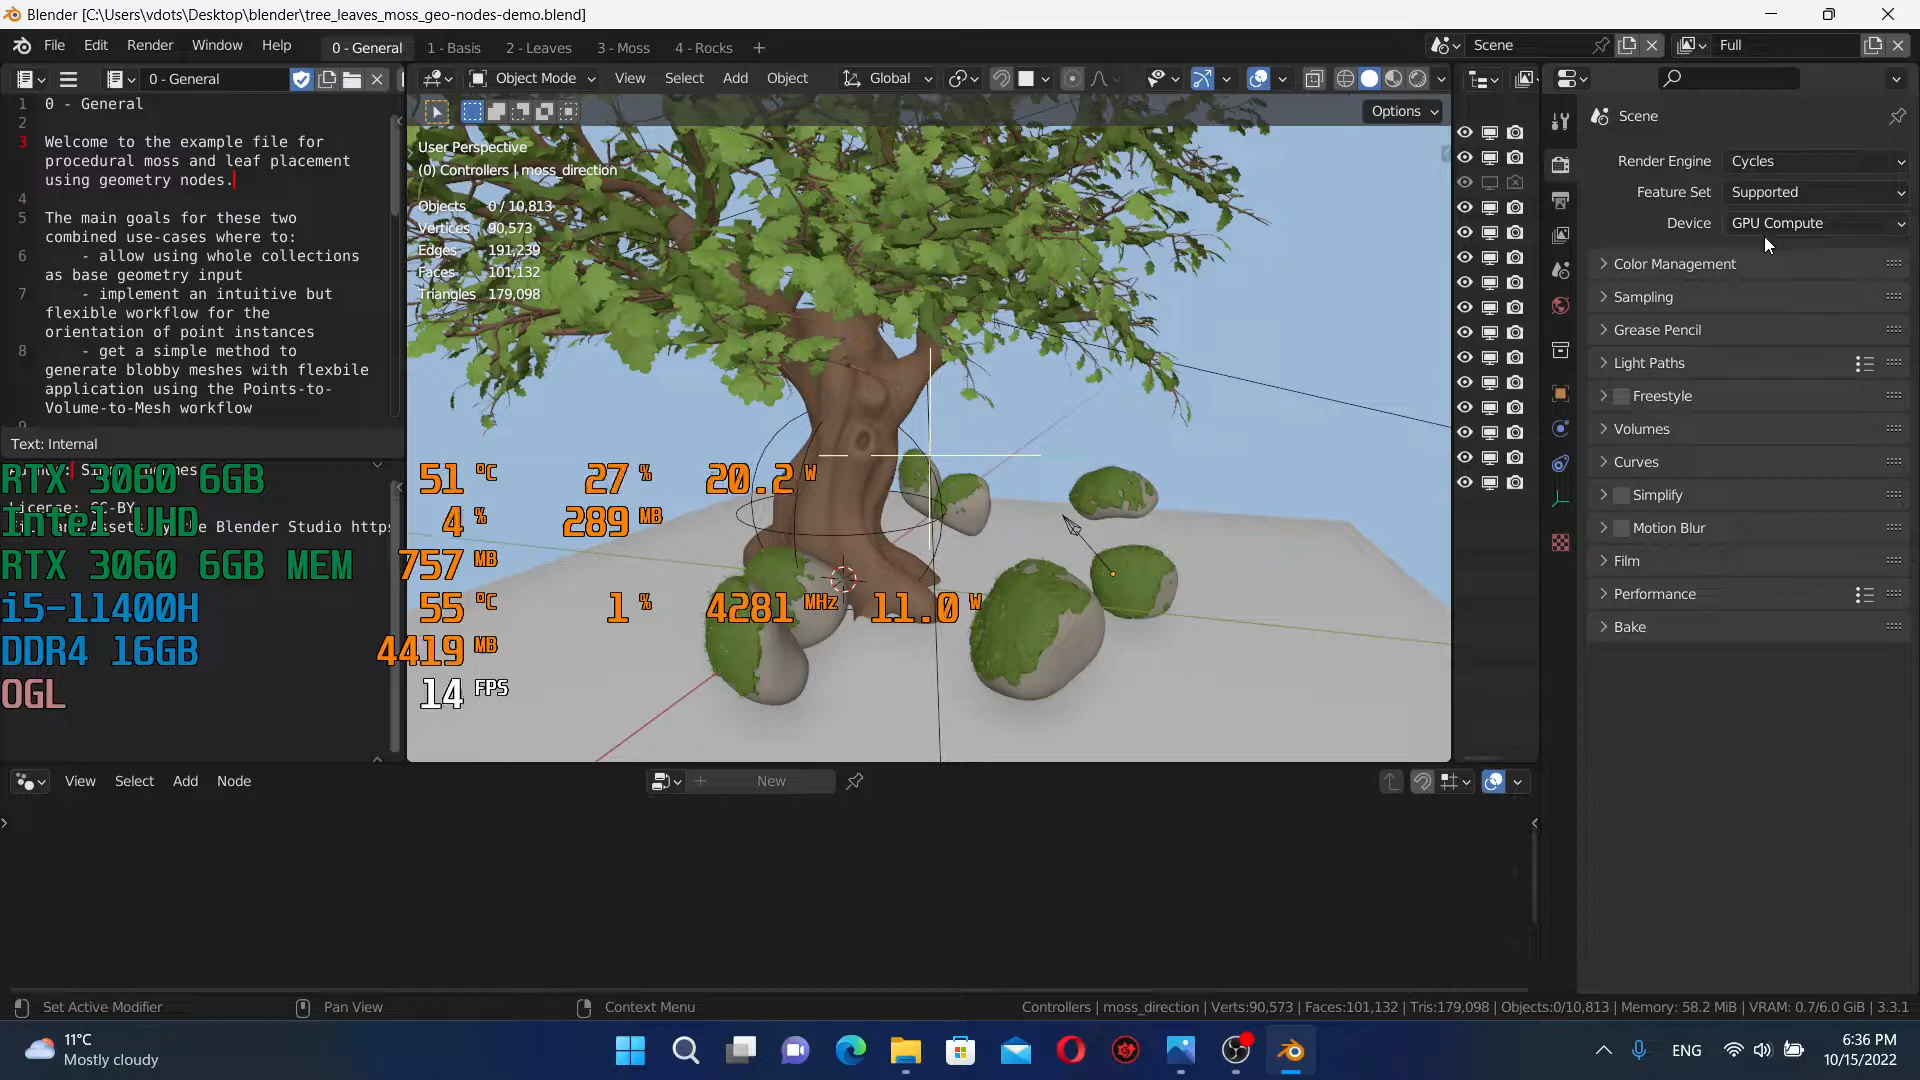 Blender [C:\Users\vdots\Desktop\blender\tree_leaves_moss_geo-nodes-demo.blend]
File Edit Render Window Help 0 - General 1 - Basis 2 - Leaves 3 - Moss 4 - Rocks + Scene Full
0 - General Object Mode View Select Add Object Global
Options
1 0 - General
2
3 Welcome to the example file for
procedural moss and leaf placement
using geometry nodes.
4
5 The main goals for these two
combined use-cases where to:
6 - allow using whole collections
as base geometry input
7 - implement an intuitive but
flexible workflow for the
orientation of point instances
8 - get a simple method to
generate blobby meshes with flexbile
application using the Points-to-
Volume-to-Mesh workflow
9
Text: Internal
User Perspective
(0) Controllers | moss_direction
Objects 0/10,813
Vertices 90,573
Edges 191,239
Faces 101,132
Triangles 179,098
Scene
Render Engine Cycles
Feature Set Supported
Device GPU Compute
Color Management
Sampling
Grease Pencil
Light Paths
Freestyle
Volumes
Curves
Simplify
Motion Blur
Film
Performance
Bake
License: CC-BY
Blender Studio https
RTX 3060 6GB 51 °C 27 % 20.2 W
Intel UHD 4 % 289 MB
RTX 3060 6GB MEM 757 MB
i5-11400H 55 °C 1 % 4281 MHz 11.0 W
DDR4 16GB 4419 MB
OGL 14 FPS
View Select Add Node New
Set Active Modifier Pan View Context Menu Controllers | moss_direction | Verts:90,573 | Faces:101,132 | Tris:179,098 | Objects:0/10,813 | Memory: 58.2 MiB | VRAM: 0.7/6.0 GiB | 3.3.1
11°C
Mostly cloudy
ENG
6:36 PM
10/15/2022